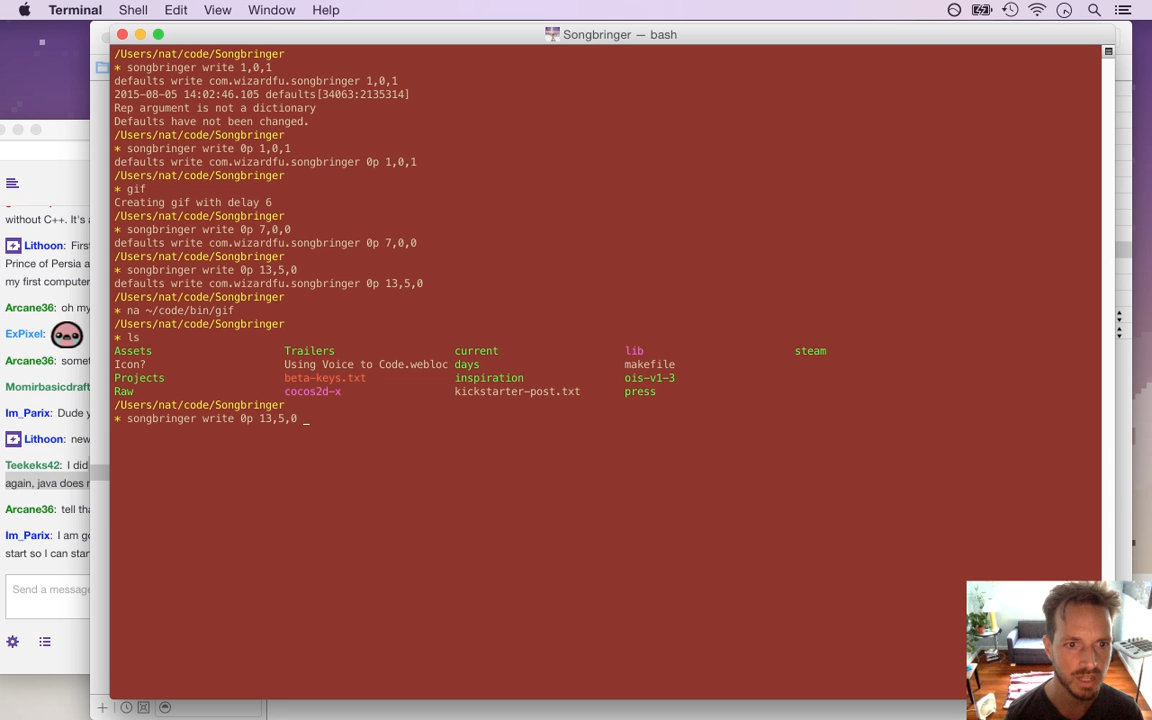 Terminal Shell Edit View Window Help
Songbringer — bash
/Users/nat/code/Songbringer
* songbringer write 1,0,1
defaults write com.wizardfu.songbringer 1,0,1
2015-08-05 14:02:46.105 defaults[34063:2135314]
Rep argument is not a dictionary
Defaults have not been changed.
/Users/nat/code/Songbringer
* songbringer write 0p 1,0,1
defaults write com.wizardfu.songbringer 0p 1,0,1
/Users/nat/code/Songbringer
* gif
Creating gif with delay 6
/Users/nat/code/Songbringer
* songbringer write 0p 7,0,0
defaults write com.wizardfu.songbringer 0p 7,0,0
/Users/nat/code/Songbringer
* songbringer write 0p 13,5,0
defaults write com.wizardfu.songbringer 0p 13,5,0
/Users/nat/code/Songbringer
* na ~/code/bin/gif
/Users/nat/code/Songbringer
* ls
Assets Trailers current lib steam
Icon? Using Voice to Code.webloc days makefile
Projects beta-keys.txt inspiration ois-v1-3
Raw cocos2d-x kickstarter-post.txt press
/Users/nat/code/Songbringer
* songbringer write 0p 13,5,0 _
without C++. It's a
Lithoon: First
Prince of Persia a
my first computer
Arcane36: oh my
ExPixel:
Arcane36: somet
Momirbasicdraft
Im_Parix: Dude y
Lithoon: new
Teekeks42: I did
again, java does n
Arcane36: tell tha
Im_Parix: I am go
start so I can star
Send a message